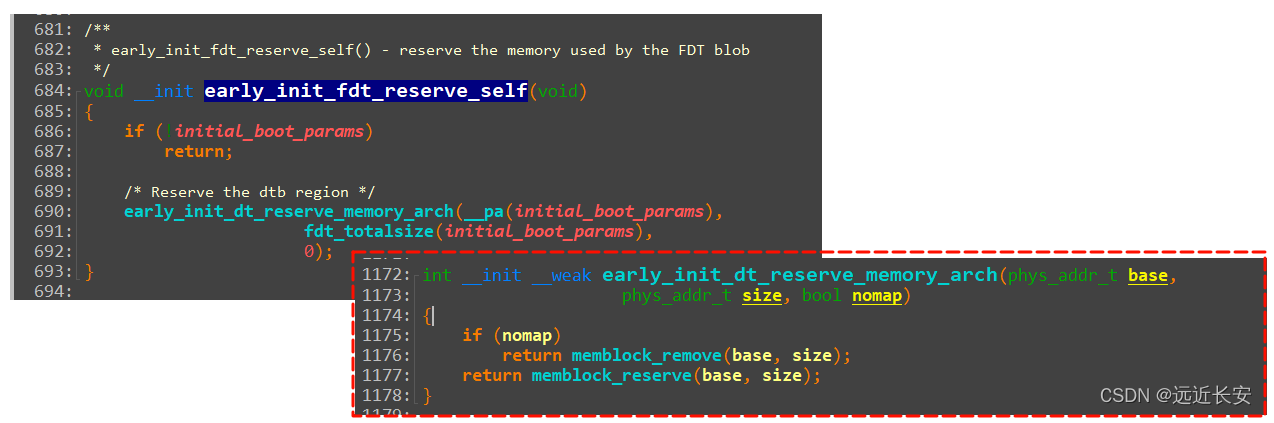 681: /**
682:  * early_init_fdt_reserve_self() - reserve the memory used by the FDT blob
683:  */
684: void __init early_init_fdt_reserve_self(void)
685: {
686:     if (!initial_boot_params)
687:         return;
688:
689:     /* Reserve the dtb region */
690:     early_init_dt_reserve_memory_arch(__pa(initial_boot_params),
691:                       fdt_totalsize(initial_boot_params),
692:                       0);
693: }
694:
1172: int __init __weak early_init_dt_reserve_memory_arch(phys_addr_t base,
1173:                     phys_addr_t size, bool nomap)
1174: {
1175:     if (nomap)
1176:         return memblock_remove(base, size);
1177:     return memblock_reserve(base, size);
1178: }
CSDN @远近长安